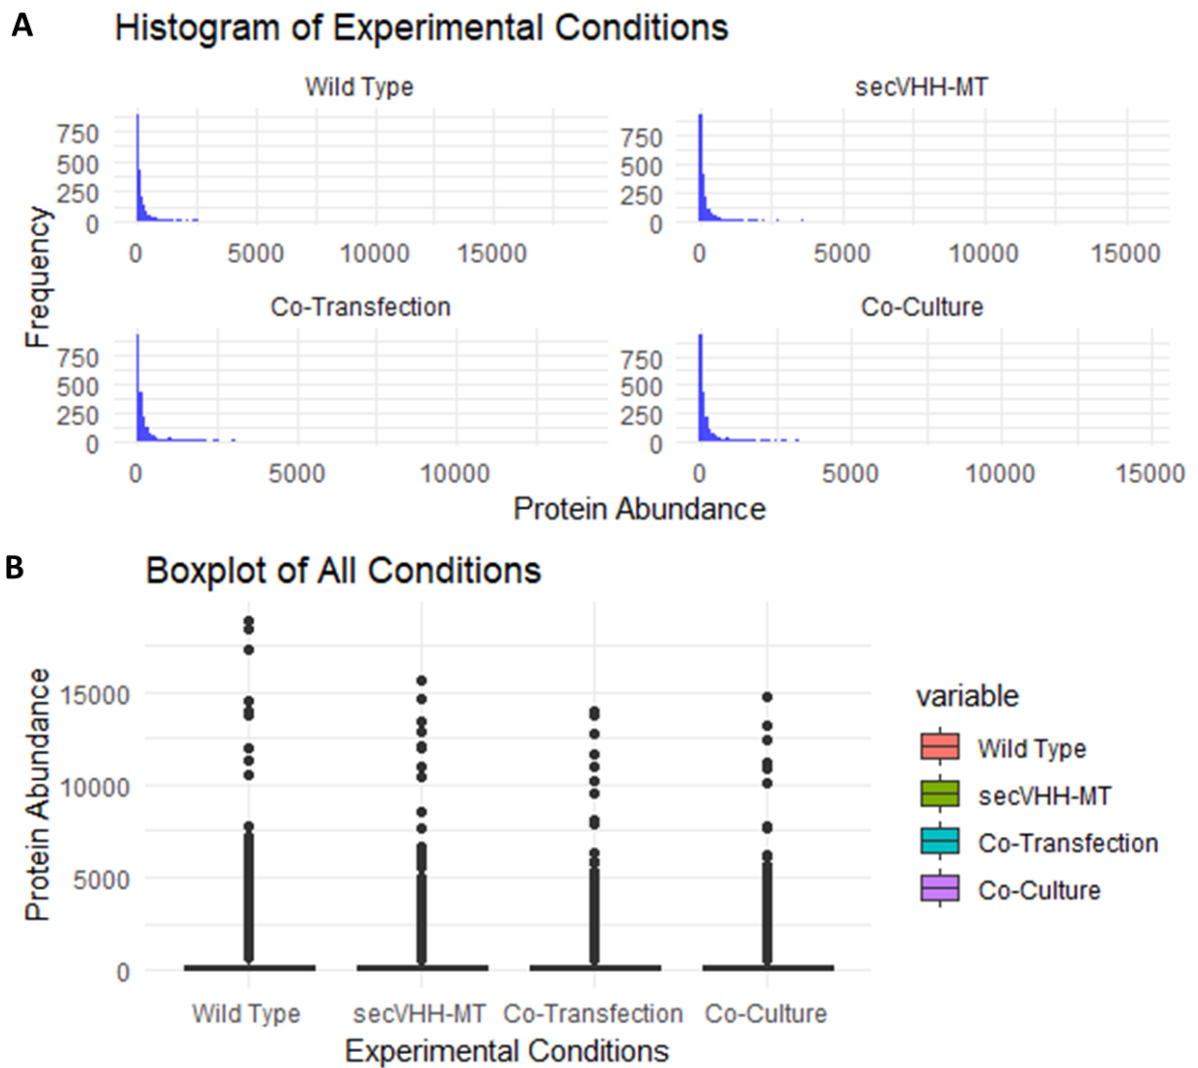 A Histogram of Experimental Conditions
Wild Type secVHH-MT
750 750
500 500
250 250
0 0
0 5000 10000 15000 0 5000 10000 15000
Frequency
Co-Transfection Co-Culture
750 750
500 500
250 250
0 0
0 5000 10000 0 5000 10000 15000
Protein Abundance
B Boxplot of All Conditions
Protein Abundance
15000
10000
5000
0
Wild Type secVHH-MT Co-Transfection Co-Culture
Experimental Conditions
variable
Wild Type
secVHH-MT
Co-Transfection
Co-Culture